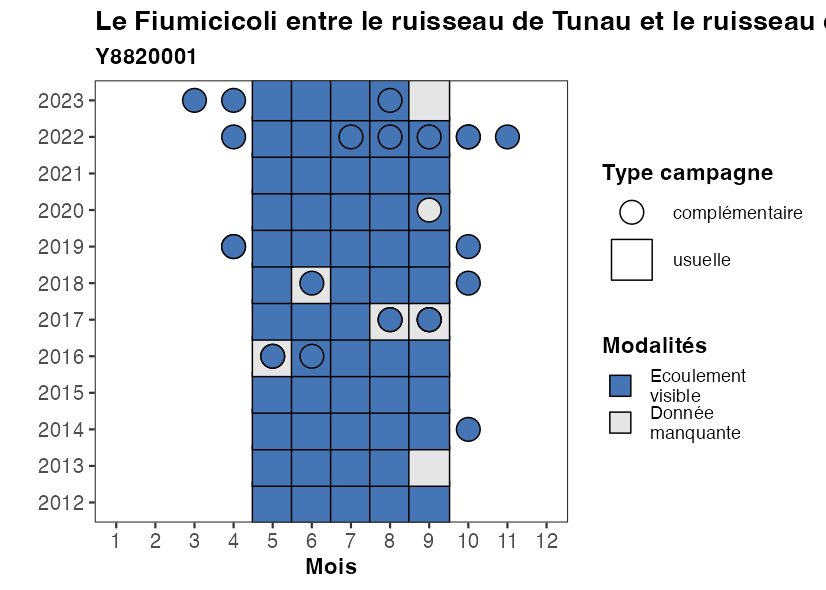 Le Fiumicicoli entre le ruisseau de Tunau et le ruisseau
Y8820001
2023
2022
2021
2020
2019
2018
2017
2016
2015
2014
2013
2012
1 2 3 4 5 6 7 8 9 10 11 12
Mois
Type campagne
complémentaire
usuelle
Modalités
Ecoulement
visible
Donnée
manquante